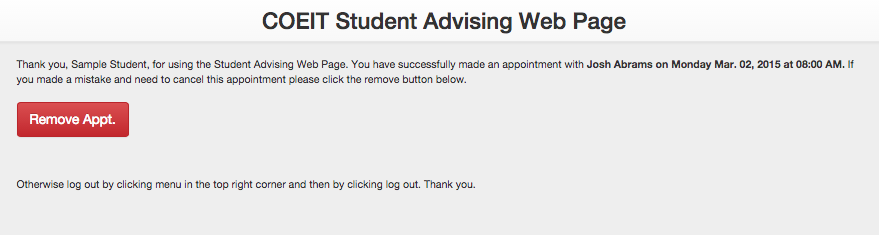 COEIT Student Advising Web Page
Thank you, Sample Student, for using the Student Advising Web Page. You have successfully made an appointment with Josh Abrams on Monday Mar. 02, 2015 at 08:00 AM. If
you made a mistake and need to cancel this appointment please click the remove button below.
Remove Appt.
Otherwise log out by clicking menu in the top right corner and then by clicking log out. Thank you.